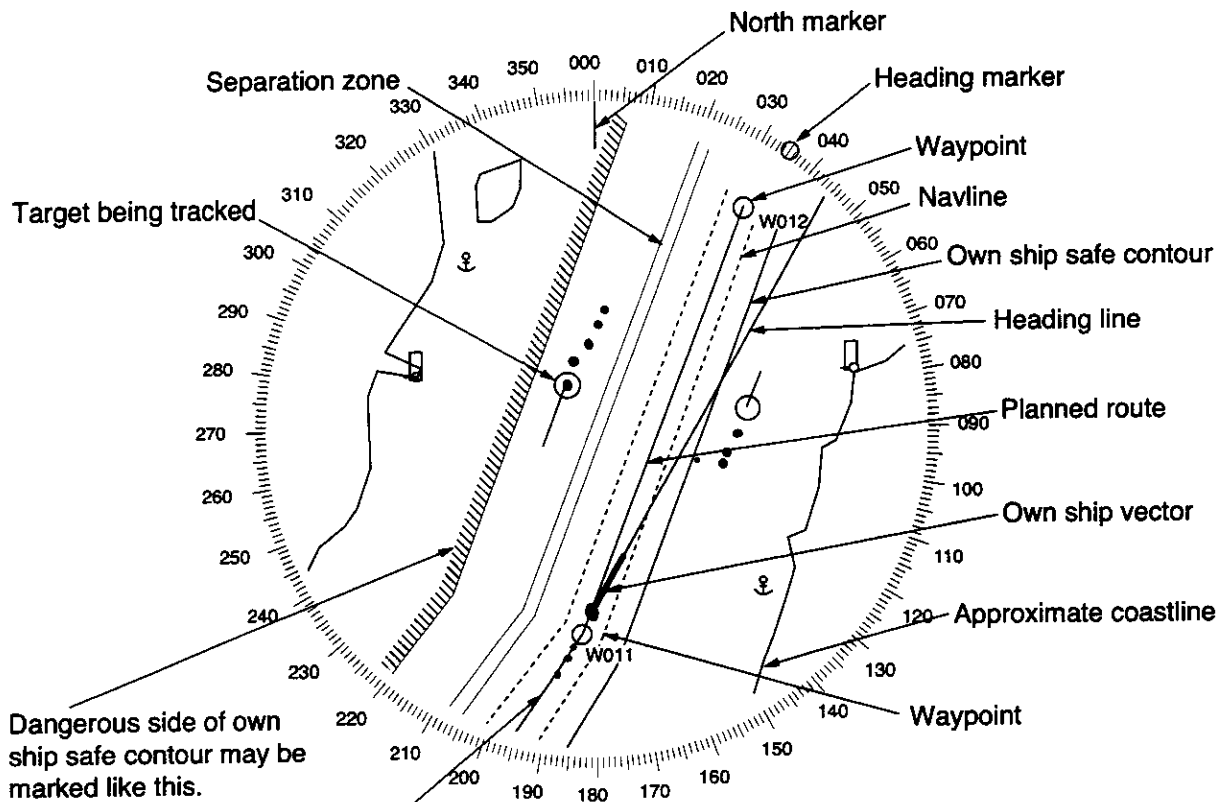 North marker
Separation zone
Heading marker
Waypoint
Navline
Target being tracked
Own ship safe contour
Heading line
Planned route
Own ship vector
Approximate coastline
Waypoint
Dangerous side of own
ship safe contour may be
marked like this.
W012
W011
000
010
020
030
040
050
060
070
080
090
100
110
120
130
140
150
160
170
180
190
200
210
220
230
240
250
260
270
280
290
300
310
320
330
340
350